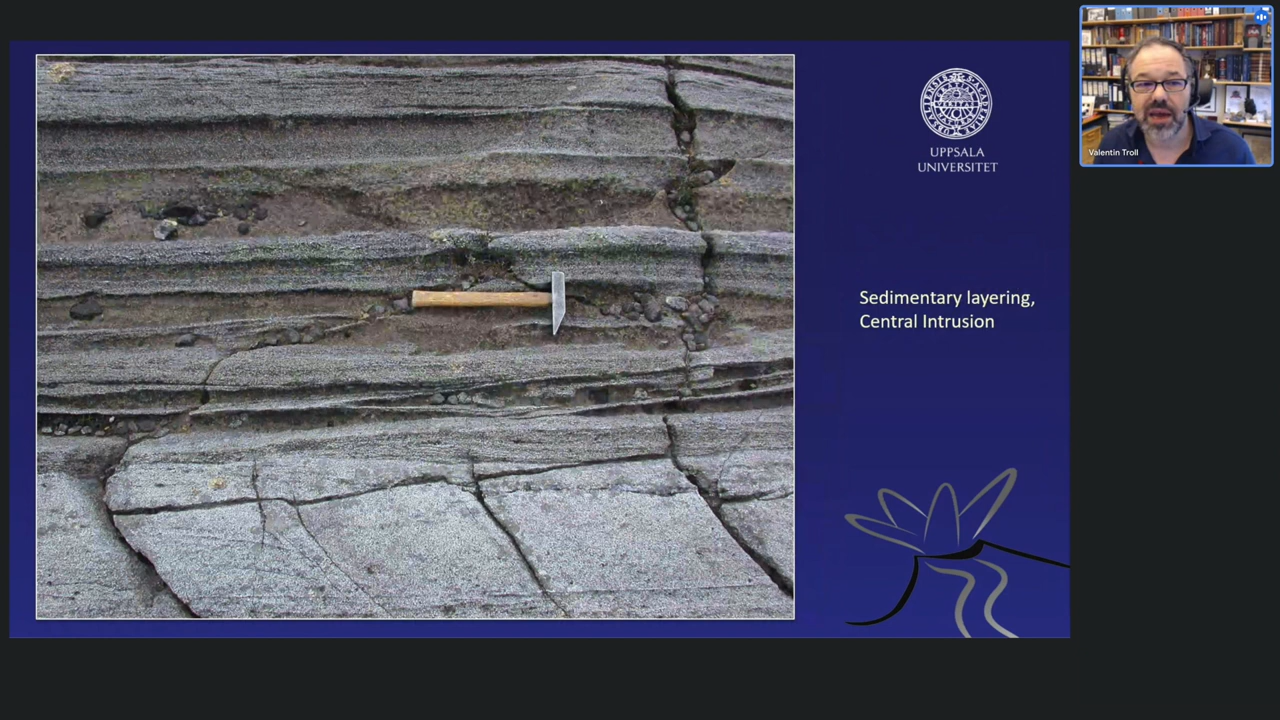 UPPSALA
UNIVERSITET
Valentin Troll
Sedimentary layering,
Central Intrusion